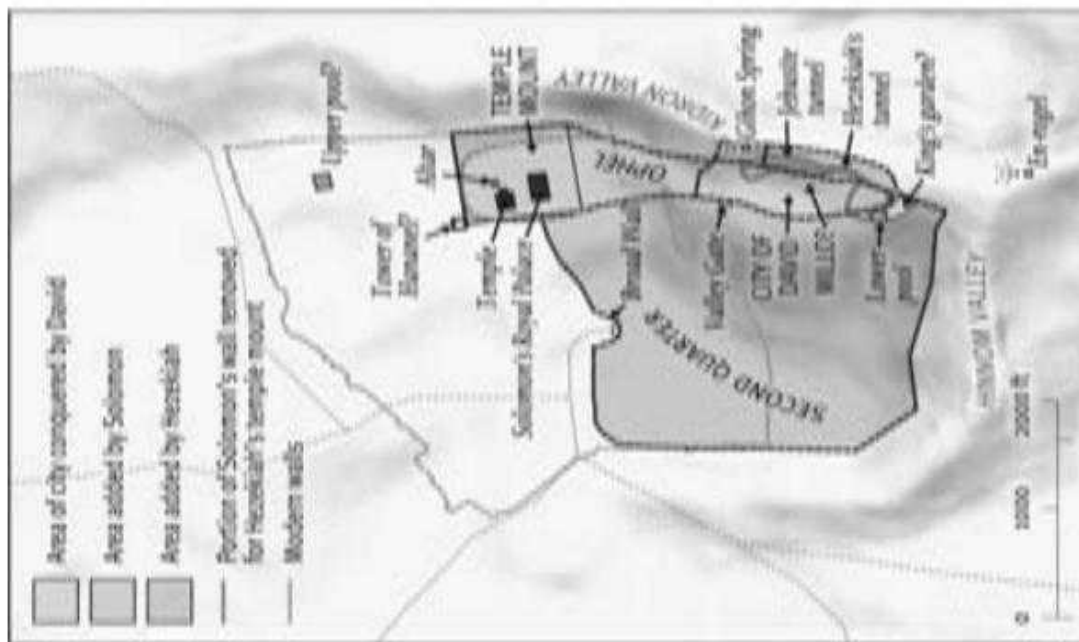 Area of city conquered by David
Area added by Solomon
Area added by Hezekiah
Portion of Solomon's wall removed
for Hezekiah's temple mount
Modern walls
Upper pool?
Tower of
Hananel?
Altar
TEMPLE
MOUNT
Temple
Solomon's Royal Palace
KIDRON VALLEY
OPHEL
Broad Wall
SECOND QUARTER
Valley Gate
Gihon Spring
Jebusite
tunnel
Hezekiah's
tunnel
CITY OF
DAVID
MILLO?
Lower
pool
King's garden?
HINNOM VALLEY
En-rogel
0 1000 2000 ft